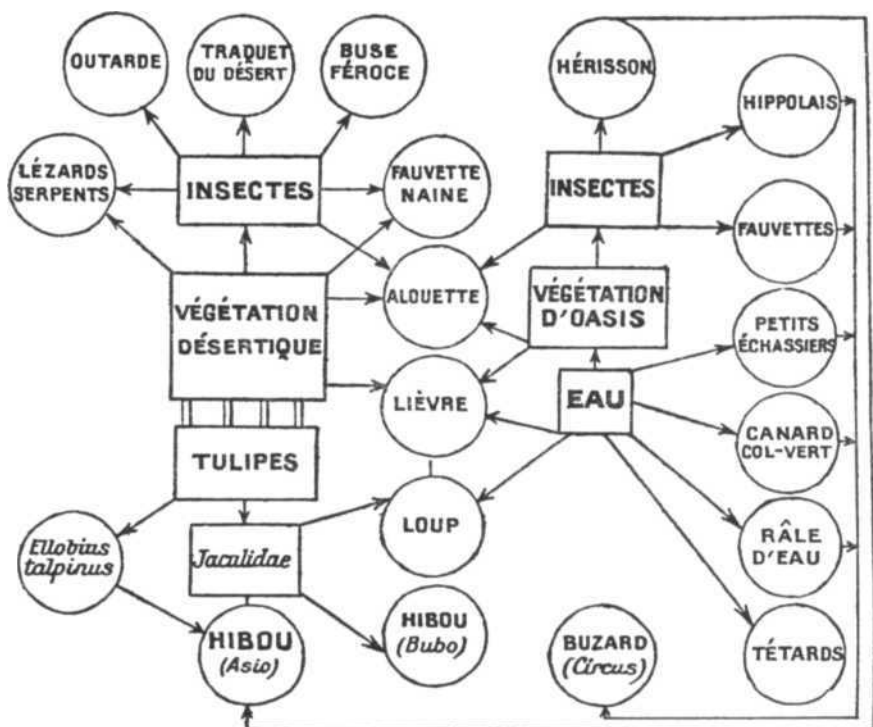 OUTARDE
TRAQUET
DU DÉSERT
BUSE
FÉROCE
HÉRISSON
HIPPOLAIS
LÉZARDS
SERPENTS
INSECTES
FAUVETTE
NAINE
INSECTES
FAUVETTES
ALOUETTE
VÉGÉTATION
DÉSERTIQUE
VÉGÉTATION
D'OASIS
PETITS
ÉCHASSIERS
LIÈVRE
EAU
CANARD
COL-VERT
TULIPES
LOUP
RÂLE
D'EAU
Ellobius
talpinus
Jaculidae
HIBOU
(Asio)
HIBOU
(Bubo)
BUZARD
(Circus)
TÉTARDS